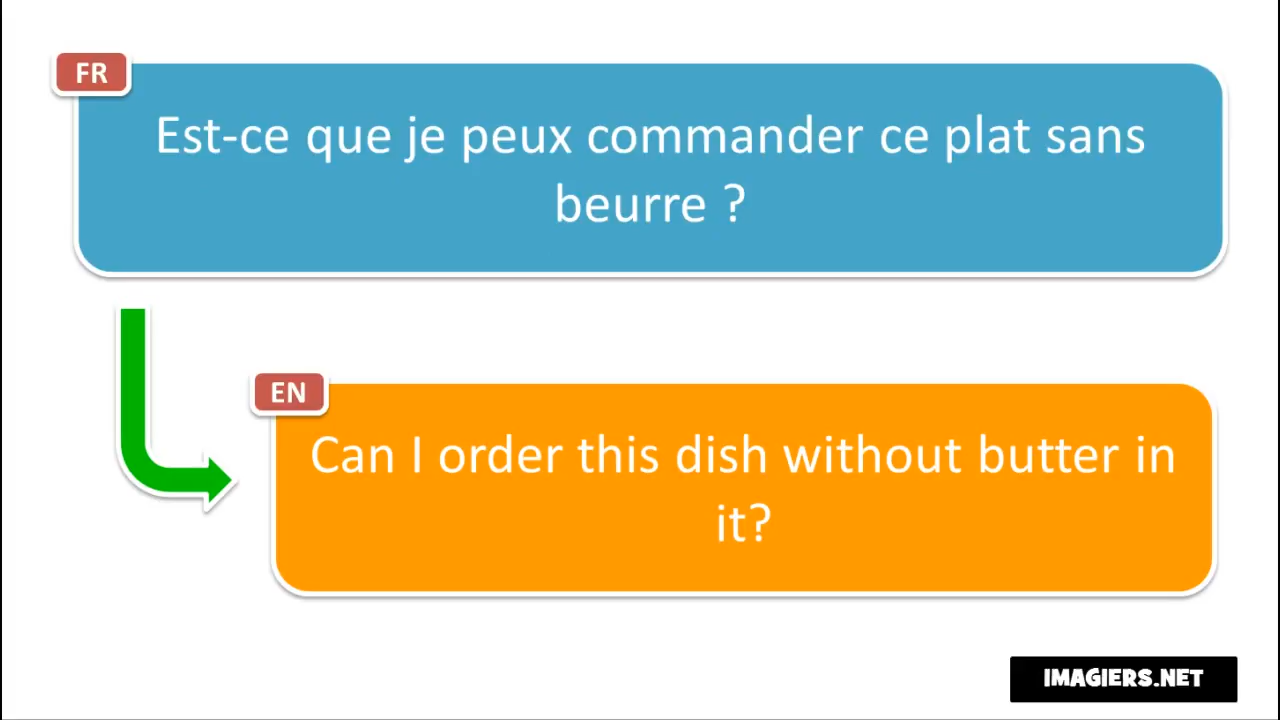 FR
Est-ce que je peux commander ce plat sans
beurre ?
EN
Can I order this dish without butter in
it?
IMAGIERS.NET